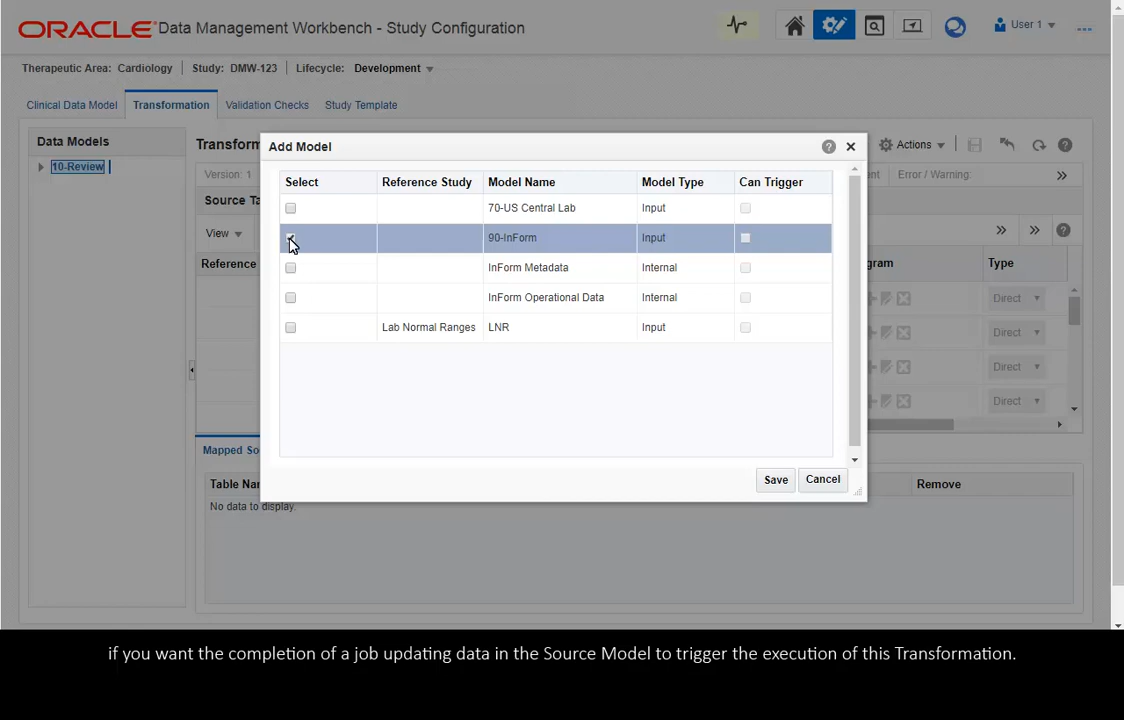 ORACLE® Data Management Workbench - Study Configuration
User 1
Therapeutic Area: Cardiology Study: DMW-123 Lifecycle: Development
Clinical Data Model Transformation Validation Checks Study Template
Data Models
10-Review
Transform
Actions
Version: 1
Error / Warning:
Source Ta
View
Reference
Type
Direct
Direct
Direct
Direct
Add Model
Select Reference Study Model Name Model Type Can Trigger
70-US Central Lab Input
90-InForm Input
InForm Metadata Internal
InForm Operational Data Internal
Lab Normal Ranges LNR Input
Save Cancel
Mapped So
Table Nar
Remove
No data to display.
if you want the completion of a job updating data in the Source Model to trigger the execution of this Transformation.